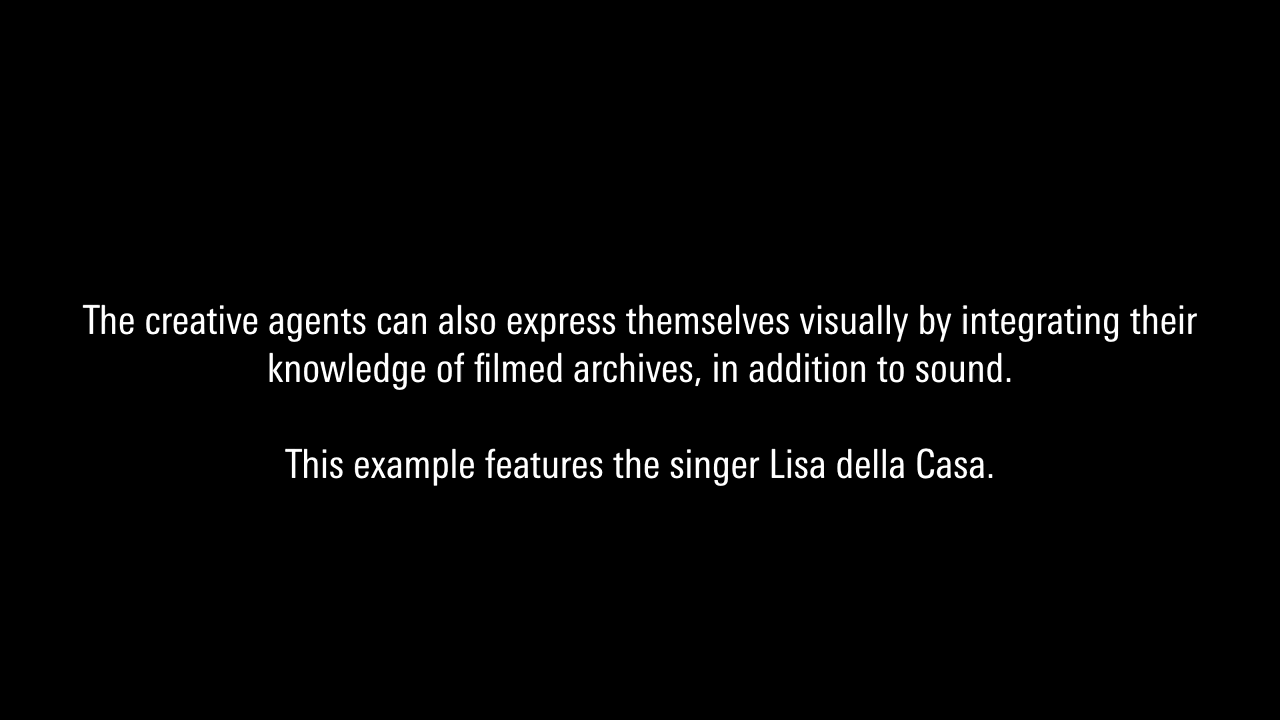 The creative agents can also express themselves visually by integrating their
knowledge of filmed archives, in addition to sound.
This example features the singer Lisa della Casa.